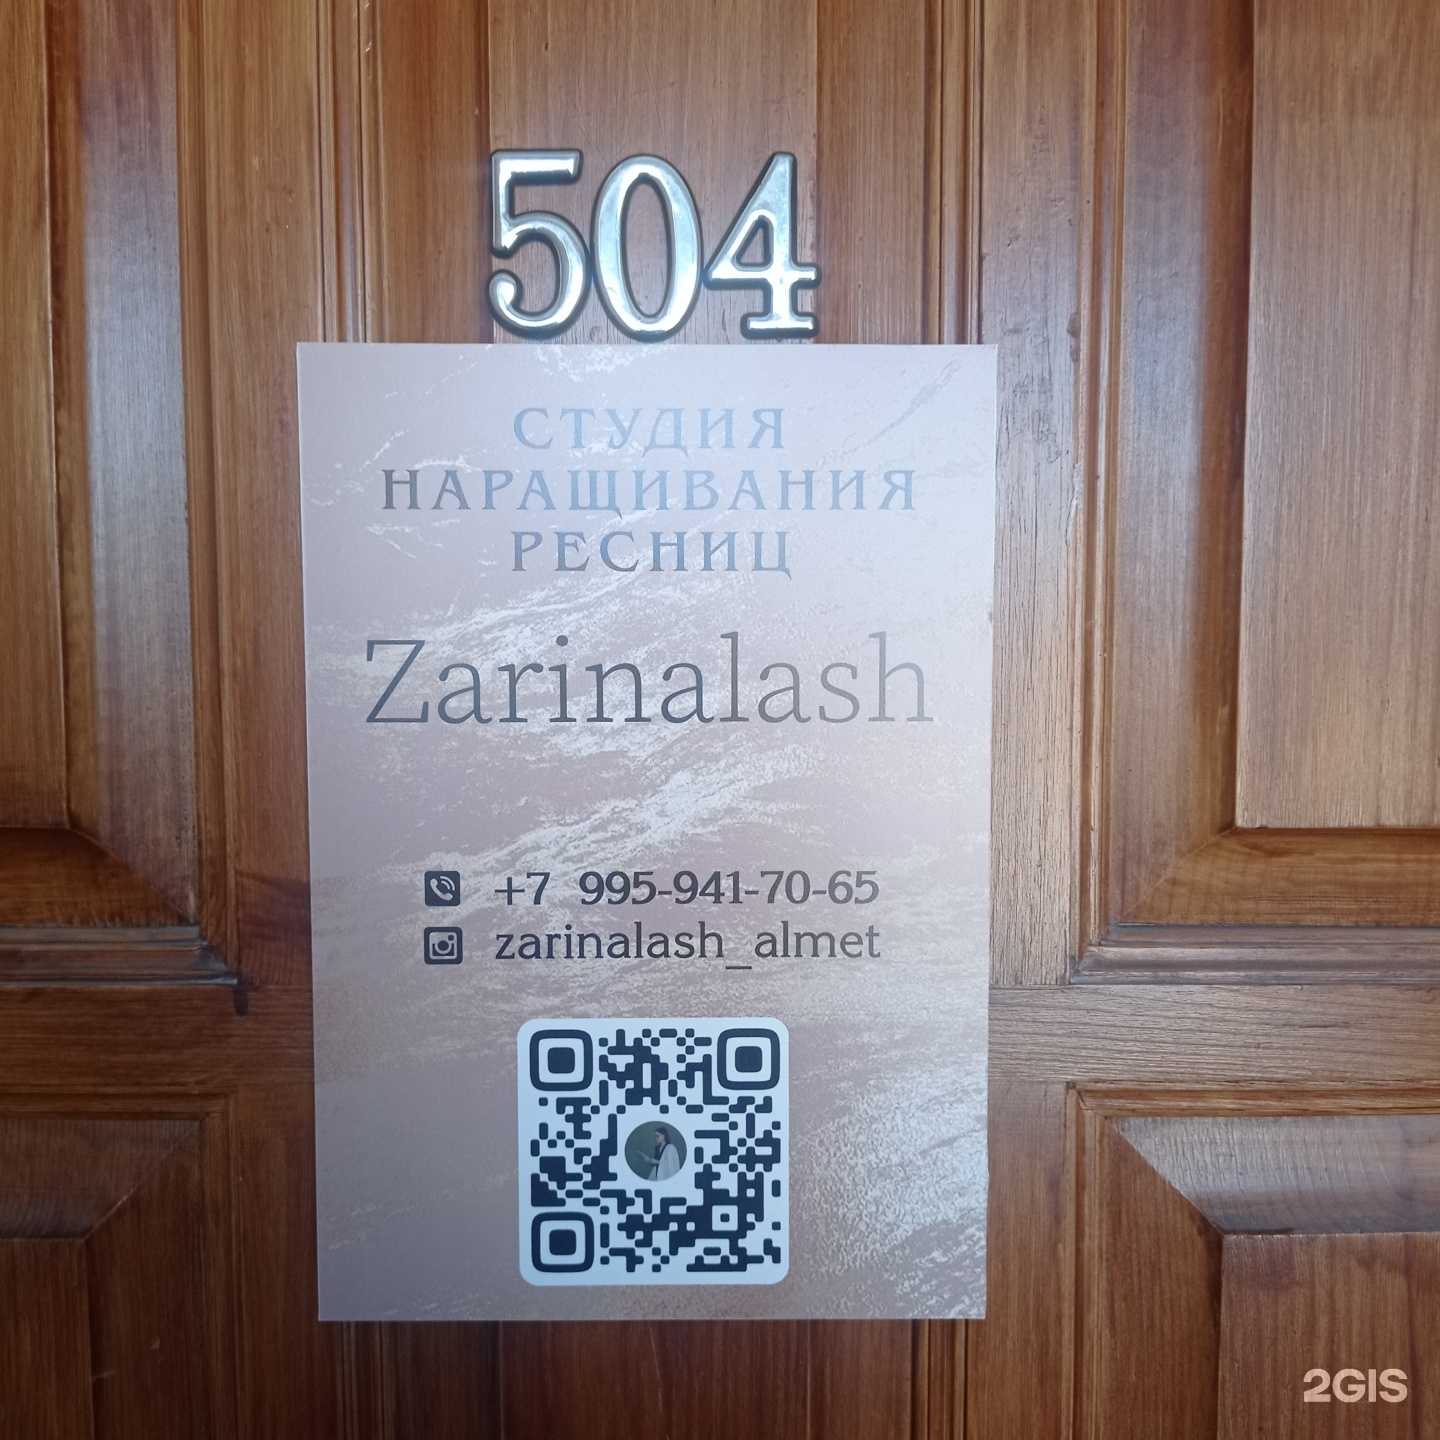 504
СТУДИЯ
НАРАЩИВАНИЯ
РЕСНИЦ
Zarinalash
+7 995-941-70-65
zarinalash_almet
2GIS